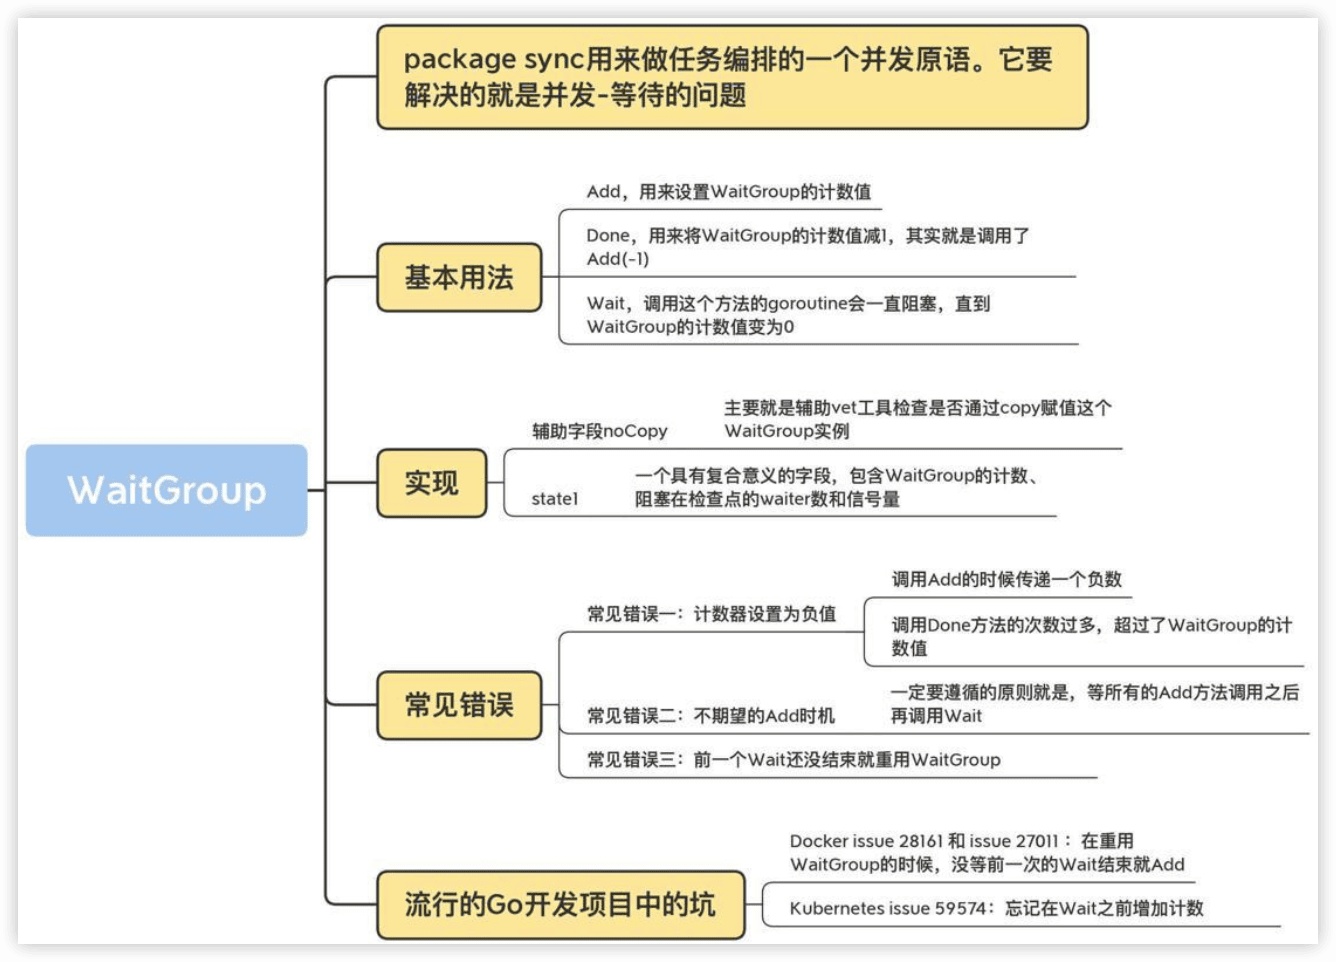 package sync用来做任务编排的一个并发原语。它要
解决的就是并发-等待的问题
Add，用来设置WaitGroup的计数值
Done，用来将WaitGroup的计数值减1，其实就是调用了
Add(-1)
基本用法
Wait，调用这个方法的goroutine会一直阻塞，直到
WaitGroup的计数值变为0
主要就是辅助vet工具检查是否通过copy赋值这个
WaitGroup实例
辅助字段noCopy
WaitGroup
实现
一个具有复合意义的字段，包含WaitGroup的计数、
阻塞在检查点的waiter数和信号量
state1
调用Add的时候传递一个负数
常见错误一：计数器设置为负值
调用Done方法的次数过多，超过了WaitGroup的计
数值
常见错误
一定要遵循的原则就是，等所有的Add方法调用之后
再调用Wait
常见错误二：不期望的Add时机
常见错误三：前一个Wait还没结束就重用WaitGroup
Docker issue 28161 和 issue 27011： 在重用
WaitGroup的时候，没等前一次的Wait结束就Add
流行的Go开发项目中的坑
Kubernetes issue 59574：忘记在Wait之前增加计数